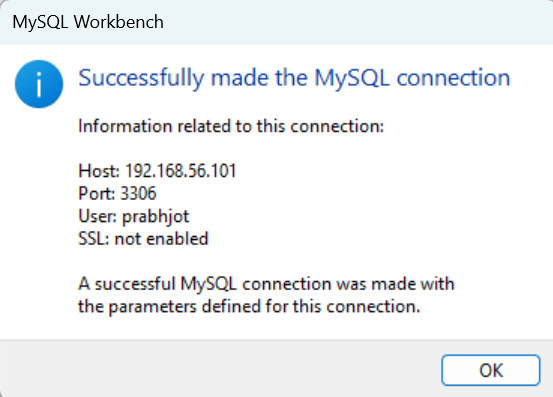 MySQL Workbench
Successfully made the MySQL connection
Information related to this connection:
Host: 192.168.56.101
Port: 3306
User: prabhjot
SSL: not enabled
A successful MySQL connection was made with
the parameters defined for this connection.
OK